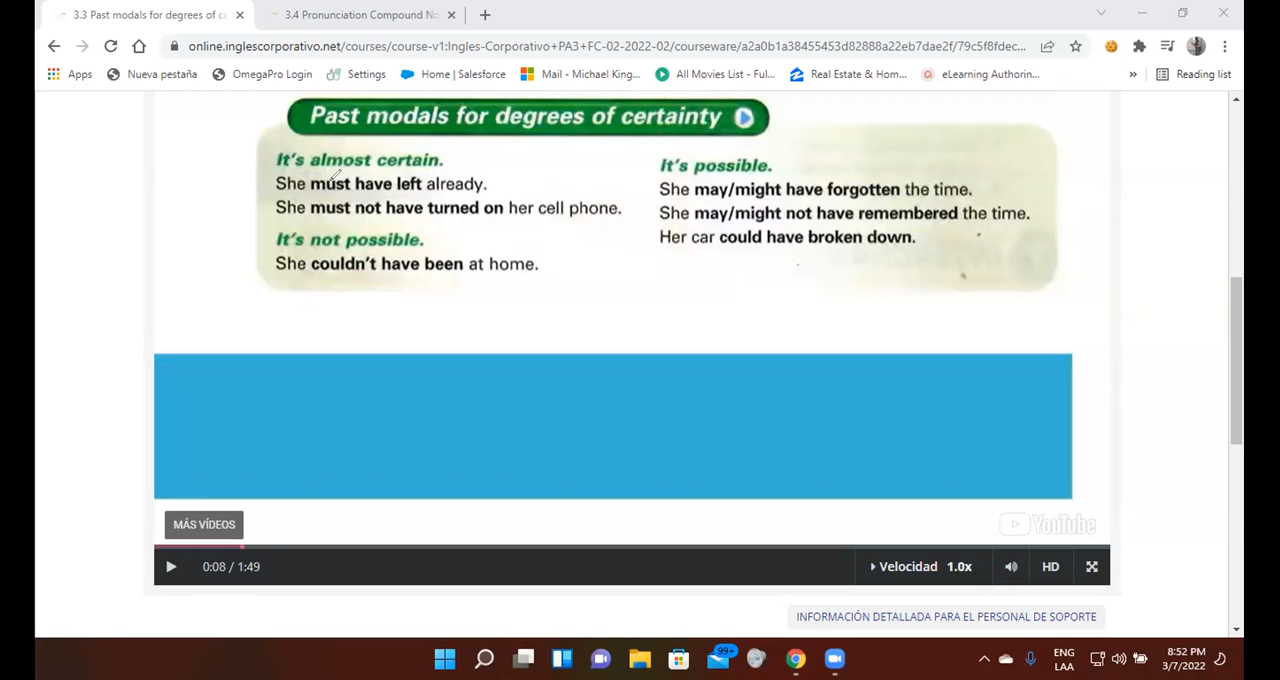 3.3 Past modals for degrees of ce
3.4 Pronunciation Compound No
online.inglescorporativo.net/courses/course-v1:Ingles-Corporativo+PA3+FC-02-2022-02/courseware/a2a0b1a38455453d82888a22eb7dae2f/79c5f8fdec...
Apps
Nueva pestaña
OmegaPro Login
Settings
Home | Salesforce
Mail - Michael King...
All Movies List - Ful...
Real Estate & Hom...
eLearning Authorin...
»
Reading list
Past modals for degrees of certainty
It's almost certain.
She must have left already.
She must not have turned on her cell phone.
It's not possible.
She couldn't have been at home.
It's possible.
She may/might have forgotten the time.
She may/might not have remembered the time.
Her car could have broken down.
MÁS VÍDEOS
YouTube
0:08 / 1:49
Velocidad 1.0x
HD
INFORMACIÓN DETALLADA PARA EL PERSONAL DE SOPORTE
99+
ENG
LAA
8:52 PM
3/7/2022